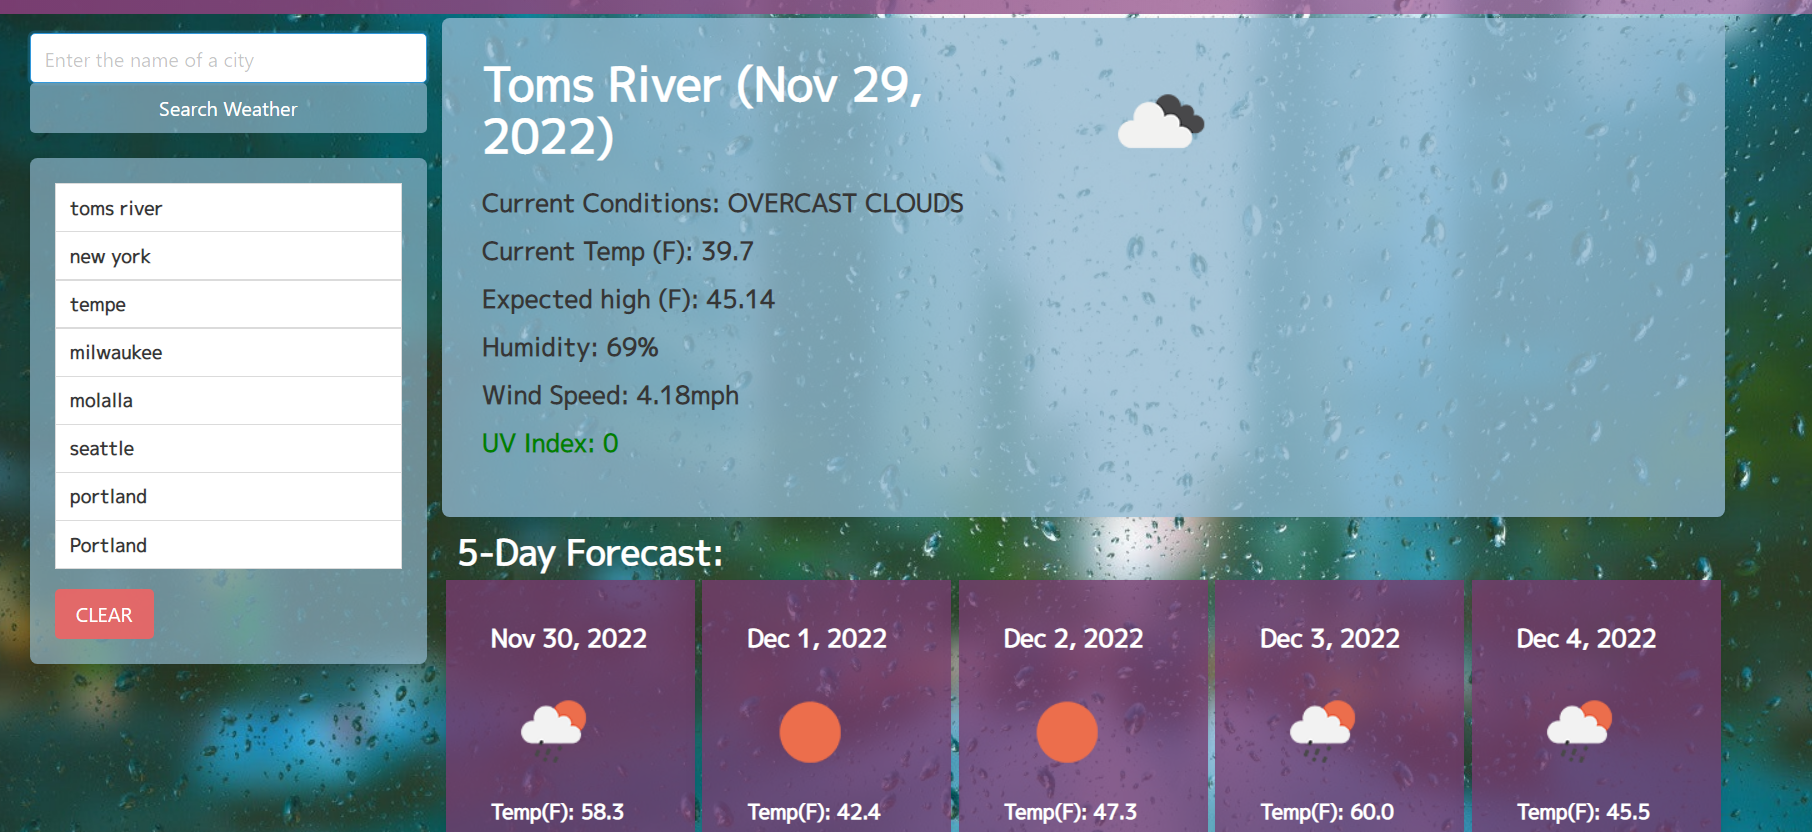 Enter the name of a city
Search Weather
toms river
new york
tempe
milwaukee
molalla
seattle
portland
Portland
CLEAR
Toms River (Nov 29,
2022)
Current Conditions: OVERCAST CLOUDS
Current Temp (F): 39.7
Expected high (F): 45.14
Humidity: 69%
Wind Speed: 4.18mph
UV Index: 0
5-Day Forecast:
Nov 30, 2022
Temp(F): 58.3
Dec 1, 2022
Temp(F): 42.4
Dec 2, 2022
Temp(F): 47.3
Dec 3, 2022
Temp(F): 60.0
Dec 4, 2022
Temp(F): 45.5